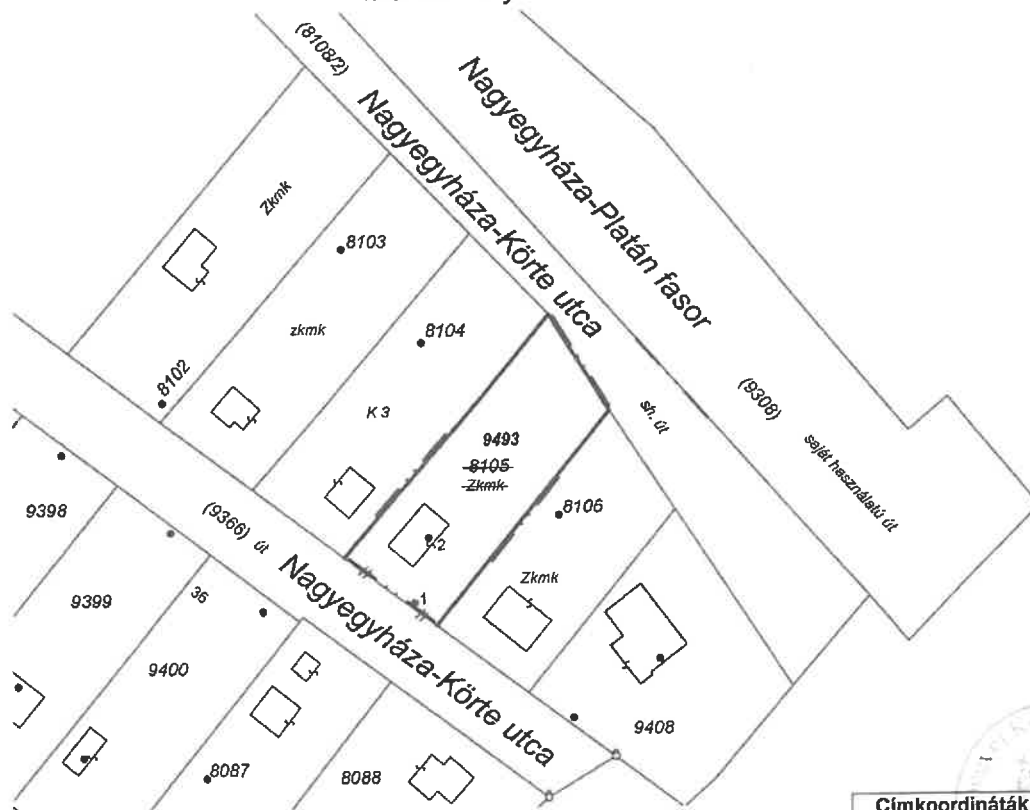 (8108/2)
Nagyegyháza-Körte utca
Nagyegyháza-Platán fasor
Zkmk
8103
zkmk
8104
8102
K 3
(9308)
sh. út
saját használatú út
9493
8105
Zkmk
8106
2
Zkmk
1
9398
(9366) út
Nagyegyháza-Körte utca
9399
36
9400
9408
8087
8088
Címkoordináták